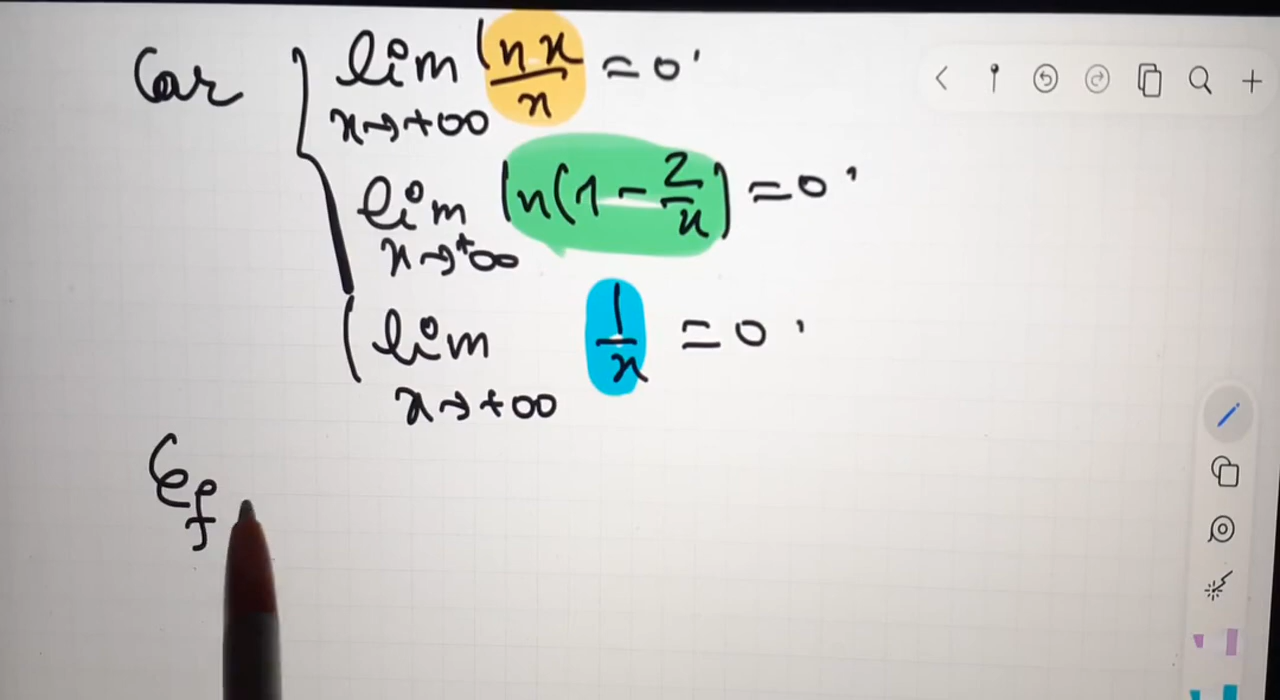 Car lim ln x / x = 0
x→+∞
lim ln(1 - 2/x) = 0
x→+∞
lim 1/x = 0
x→+∞
𝒞f